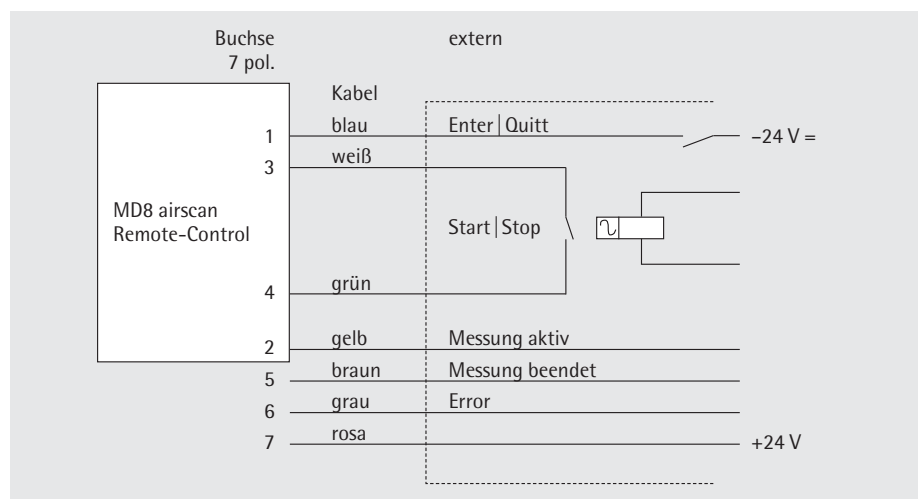 Buchse
7 pol.
extern
Kabel
1 blau Enter | Quitt −24 V =
3 weiß
MD8 airscan
Remote-Control
Start | Stop
4 grün
2 gelb Messung aktiv
5 braun Messung beendet
6 grau Error
7 rosa +24 V